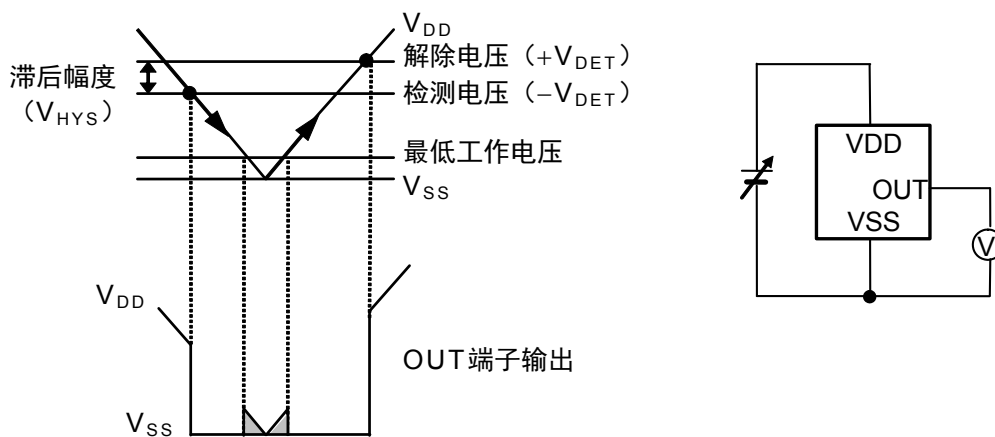 VDD
解除电压（+VDET）
滞后幅度
（VHYS）
检测电压（−VDET）
最低工作电压
VSS
VDD
OUT端子输出
VSS
VDD
OUT
VSS
V